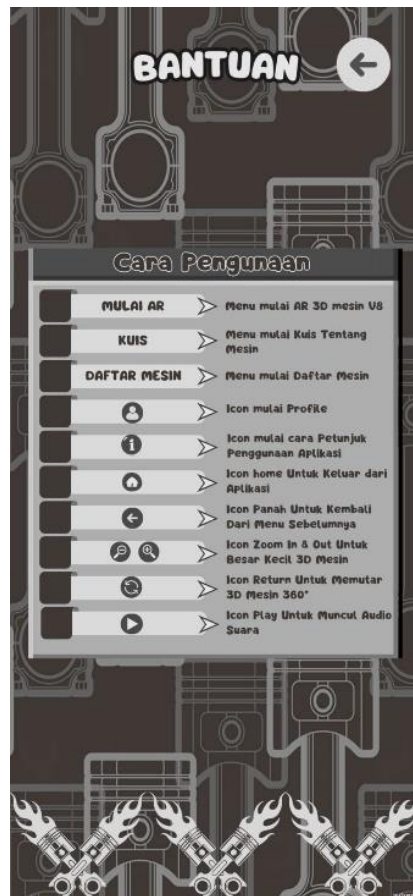 BANTUAN
Cara Pengunaan
MULAI AR
Menu mulai AR 3D mesin V8
KUIS
Menu mulai Kuis Tentang
Mesin
DAFTAR MESIN
Menu mulai Daftar Mesin
Icon mulai Profile
Icon mulai cara Petunjuk
Penggunaan Aplikasi
Icon home Untuk Keluar dari
Aplikasi
Icon Panah Untuk Kembali
Dari Menu Sebelumnya
Icon Zoom In & Out Untuk
Besar Kecil 3D Mesin
Icon Return Untuk Memutar
3D Mesin 360°
Icon Play Untuk Muncul Audio
Suara